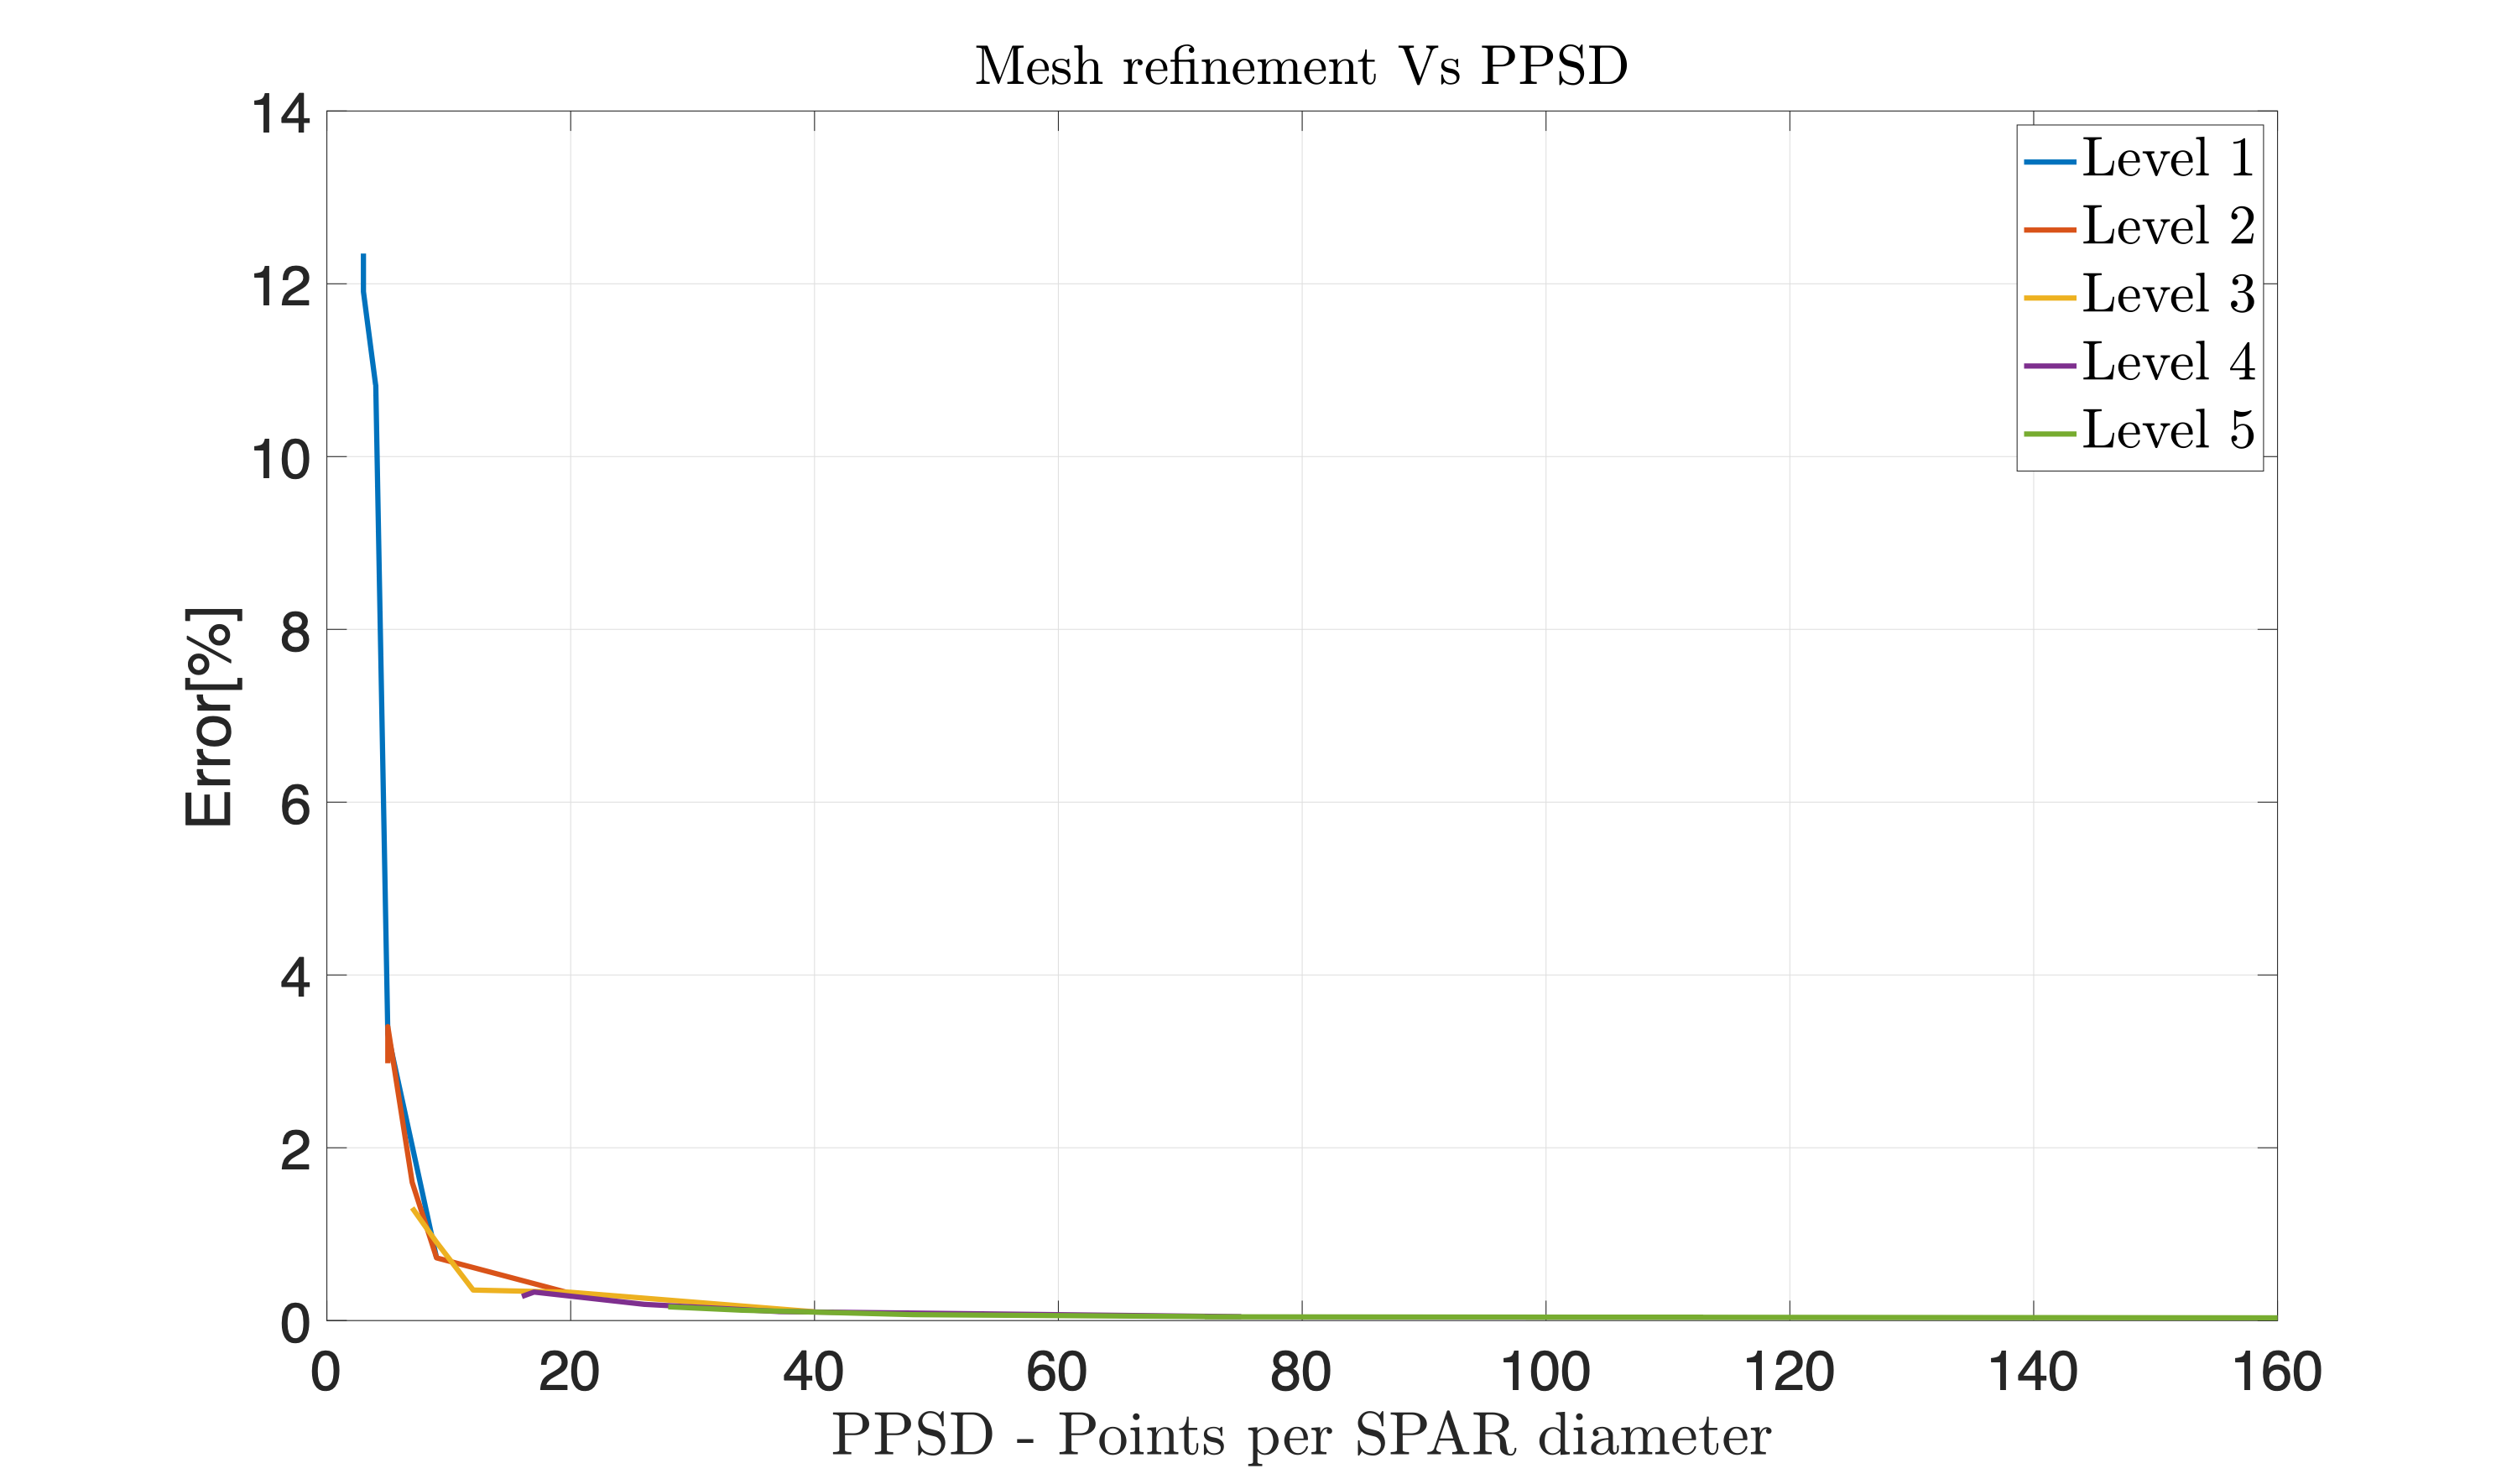 Mesh refinement Vs PPSD
14
12
10
8
6
4
2
0
Error[%]
Level 1
Level 2
Level 3
Level 4
Level 5
0 20 40 60 80 100 120 140 160
PPSD - Points per SPAR diameter